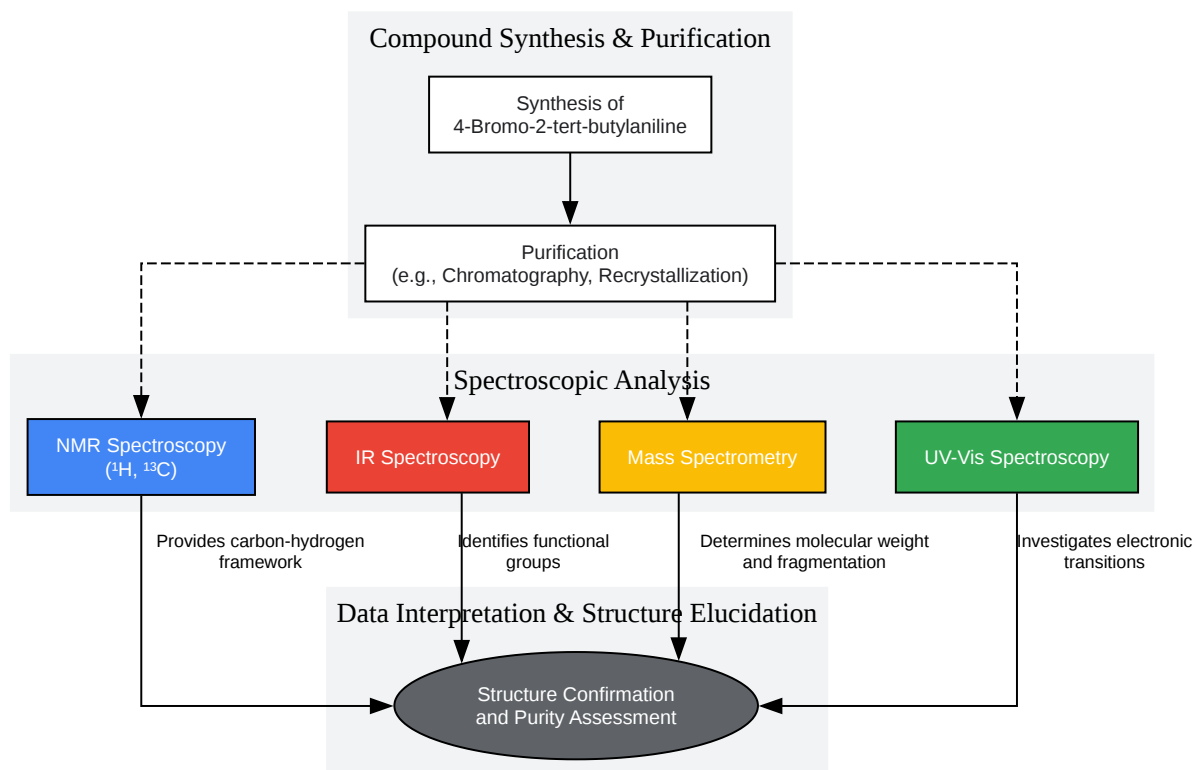 Compound Synthesis & Purification
Synthesis of
4-Bromo-2-tert-butylaniline
Purification
(e.g., Chromatography, Recrystallization)
Spectroscopic Analysis
NMR Spectroscopy
(¹H, ¹³C)
IR Spectroscopy
Mass Spectrometry
UV-Vis Spectroscopy
Provides carbon-hydrogen
framework
Identifies functional
groups
Determines molecular weight
and fragmentation
Investigates electronic
transitions
Data Interpretation & Structure Elucidation
Structure Confirmation
and Purity Assessment